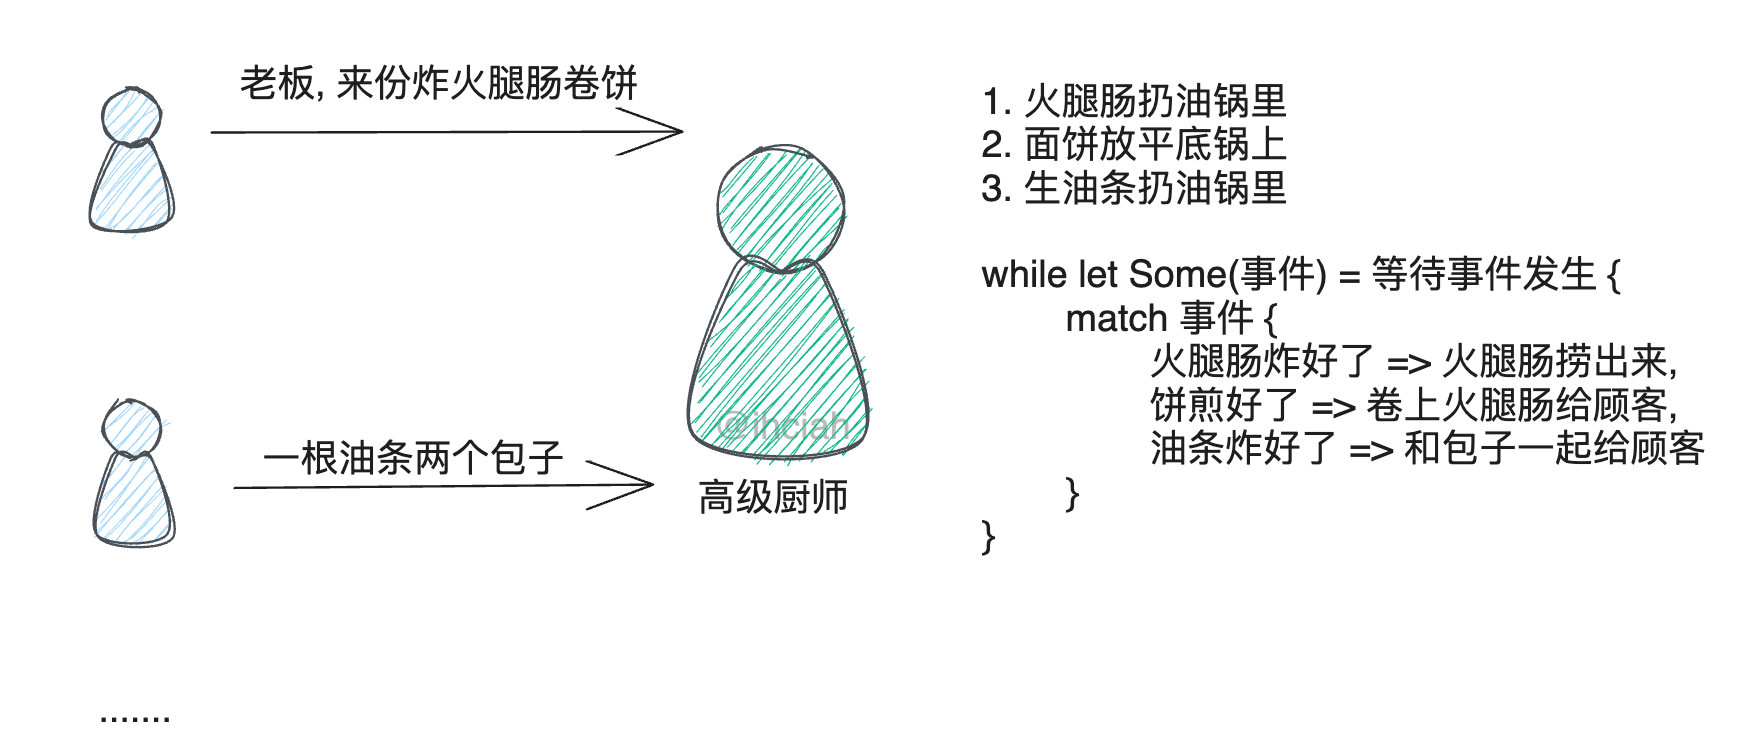 老板, 来份炸火腿肠卷饼
一根油条两个包子
.......
@ihciah
高级厨师
1. 火腿肠扔油锅里
2. 面饼放平底锅上
3. 生油条扔油锅里
while let Some(事件) = 等待事件发生 {
match 事件 {
火腿肠炸好了 => 火腿肠捞出来,
饼煎好了 => 卷上火腿肠给顾客,
油条炸好了 => 和包子一起给顾客
}
}